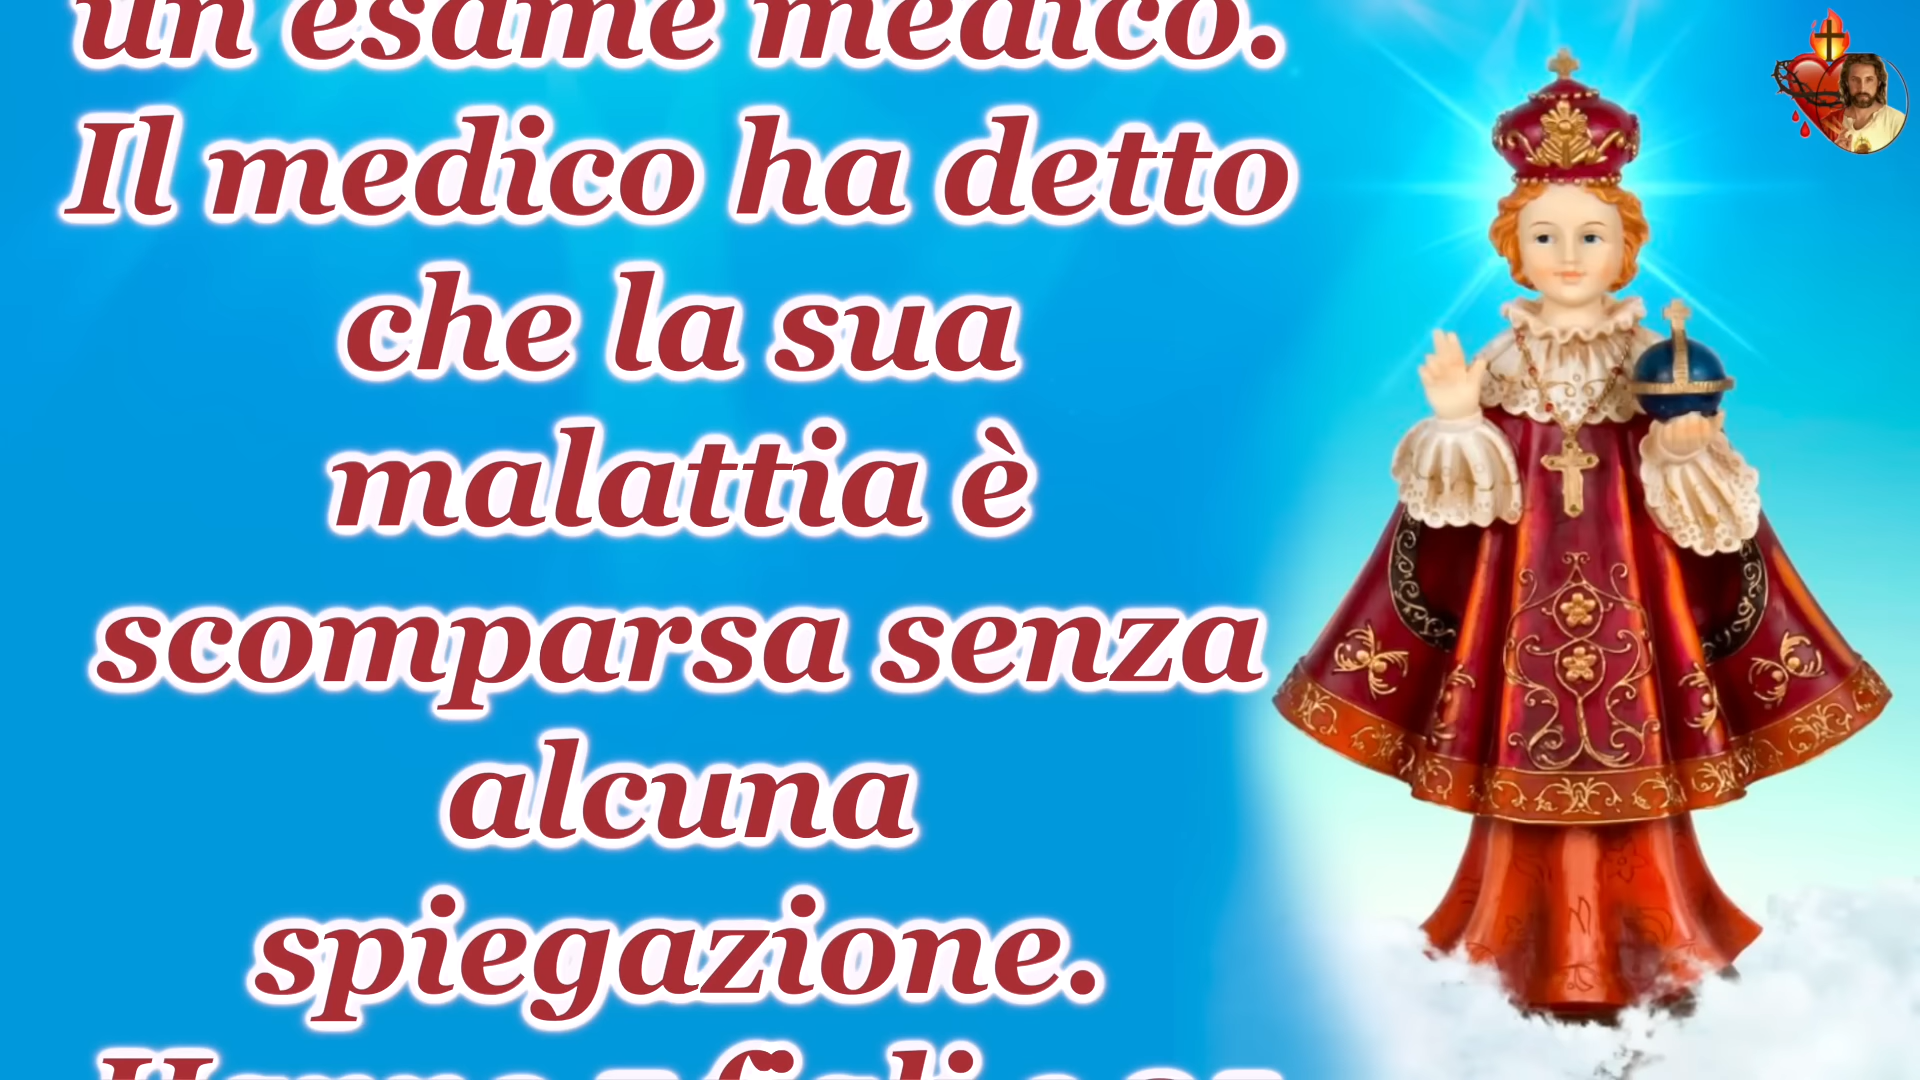 un esame medico.
Il medico ha detto
che la sua
malattia è
scomparsa senza
alcuna
spiegazione.